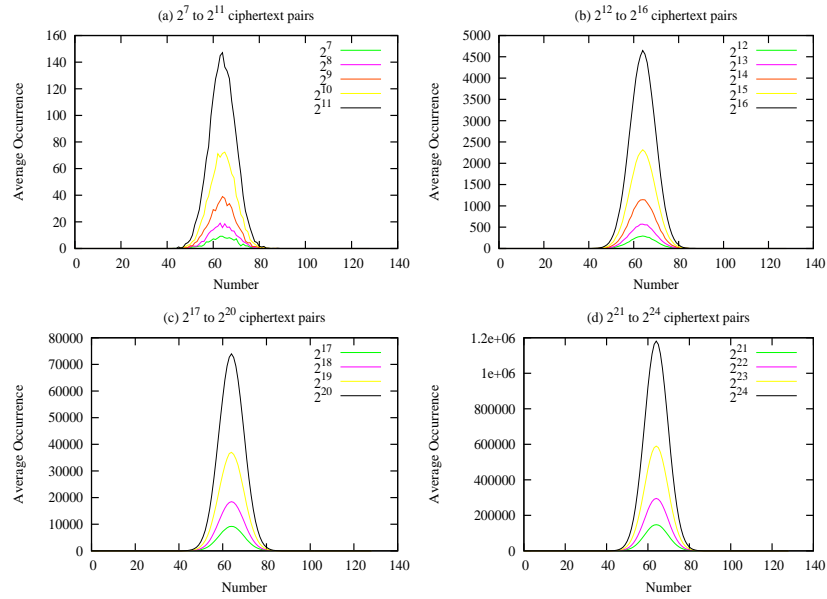 (a) 2^7 to 2^11 ciphertext pairs
160
140
120
100
80
60
40
20
0
Average Occurrence
0 20 40 60 80 100 120 140
Number
2^7
2^8
2^9
2^10
2^11
(b) 2^12 to 2^16 ciphertext pairs
5000
4500
4000
3500
3000
2500
2000
1500
1000
500
0
Average Occurrence
0 20 40 60 80 100 120 140
Number
2^12
2^13
2^14
2^15
2^16
(c) 2^17 to 2^20 ciphertext pairs
80000
70000
60000
50000
40000
30000
20000
10000
0
Average Occurrence
0 20 40 60 80 100 120 140
Number
2^17
2^18
2^19
2^20
(d) 2^21 to 2^24 ciphertext pairs
1.2e+06
1e+06
800000
600000
400000
200000
0
Average Occurrence
0 20 40 60 80 100 120 140
Number
2^21
2^22
2^23
2^24